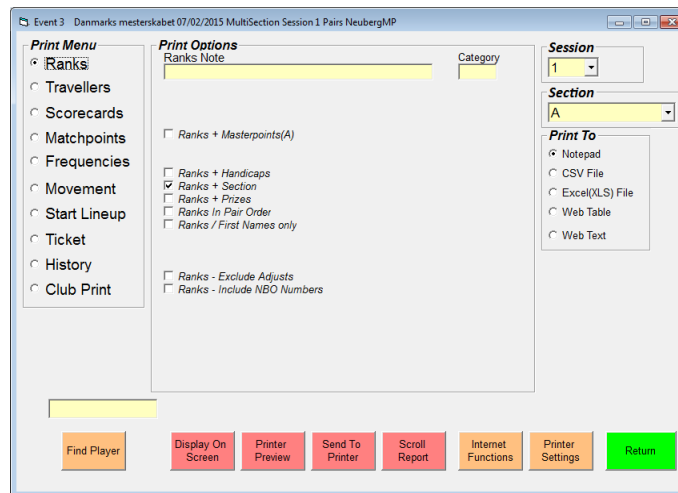 Event 3 Danmarks mesterskabet 07/02/2015 MultiSection Session 1 Pairs NeubergMP
Print Menu
Ranks
Travellers
Scorecards
Matchpoints
Frequencies
Movement
Start Lineup
Ticket
History
Club Print
Print Options
Ranks Note
Category
Ranks + Masterpoints(A)
Ranks + Handicaps
Ranks + Section
Ranks + Prizes
Ranks In Pair Order
Ranks / First Names only
Ranks - Exclude Adjusts
Ranks - Include NBO Numbers
Session
1
Section
A
Print To
Notepad
CSV File
Excel(XLS) File
Web Table
Web Text
Find Player
Display On
Screen
Printer
Preview
Send To
Printer
Scroll
Report
Internet
Functions
Printer
Settings
Return